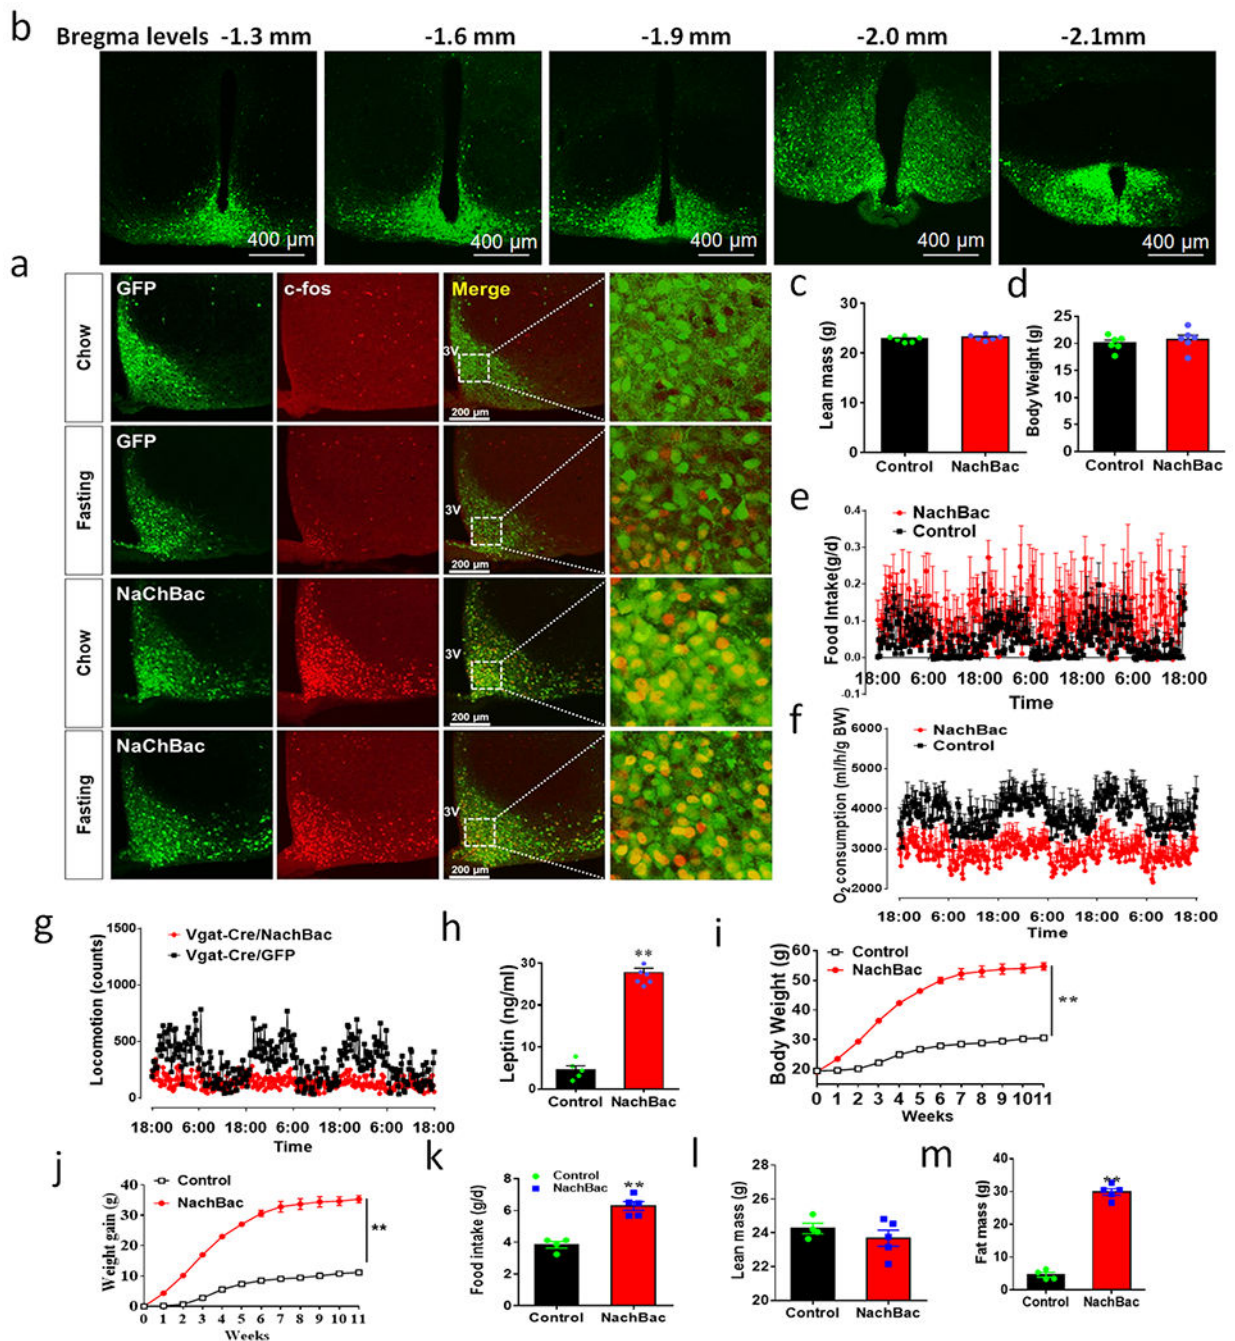 b
Bregma levels -1.3 mm -1.6 mm -1.9 mm -2.0 mm -2.1mm
400 µm 400 µm 400 µm 400 µm 400 µm
a
Chow
GFP c-fos Merge
3V
200 µm
Fasting
GFP
3V
200 µm
Chow
NaChBac
3V
200 µm
Fasting
NaChBac
3V
200 µm
c
Lean mass (g)
30
20
10
0
Control NachBac
d
Body Weight (g)
25
20
15
10
5
0
Control NachBac
e
NachBac
Control
Food Intake(g/d)
0.4
0.3
0.2
0.1
0.0
-0.1
18:00 6:00 18:00 6:00 18:00 6:00 18:00
Time
f
NachBac
Control
O2 consumption (ml/h/g BW)
6000
5000
4000
3000
2000
18:00 6:00 18:00 6:00 18:00 6:00 18:00
Time
g
Vgat-Cre/NachBac
Vgat-Cre/GFP
Locomotion (counts)
1500
1000
500
0
18:00 6:00 18:00 6:00 18:00 6:00 18:00
Time
h
**
Leptin (ng/ml)
30
20
10
0
Control NachBac
i
Control
NachBac
Body Weight (g)
60
50
40
30
20
**
0 1 2 3 4 5 6 7 8 9 10 11
Weeks
j
Control
NachBac
Weight gain (g)
40
30
20
10
0
**
0 1 2 3 4 5 6 7 8 9 10 11
Weeks
k
Control
NachBac
**
Food intake (g/d)
8
6
4
2
0
Control NachBac
l
Lean mass (g)
28
26
24
22
20
Control NachBac
m
**
Fat mass (g)
40
30
20
10
0
Control NachBac